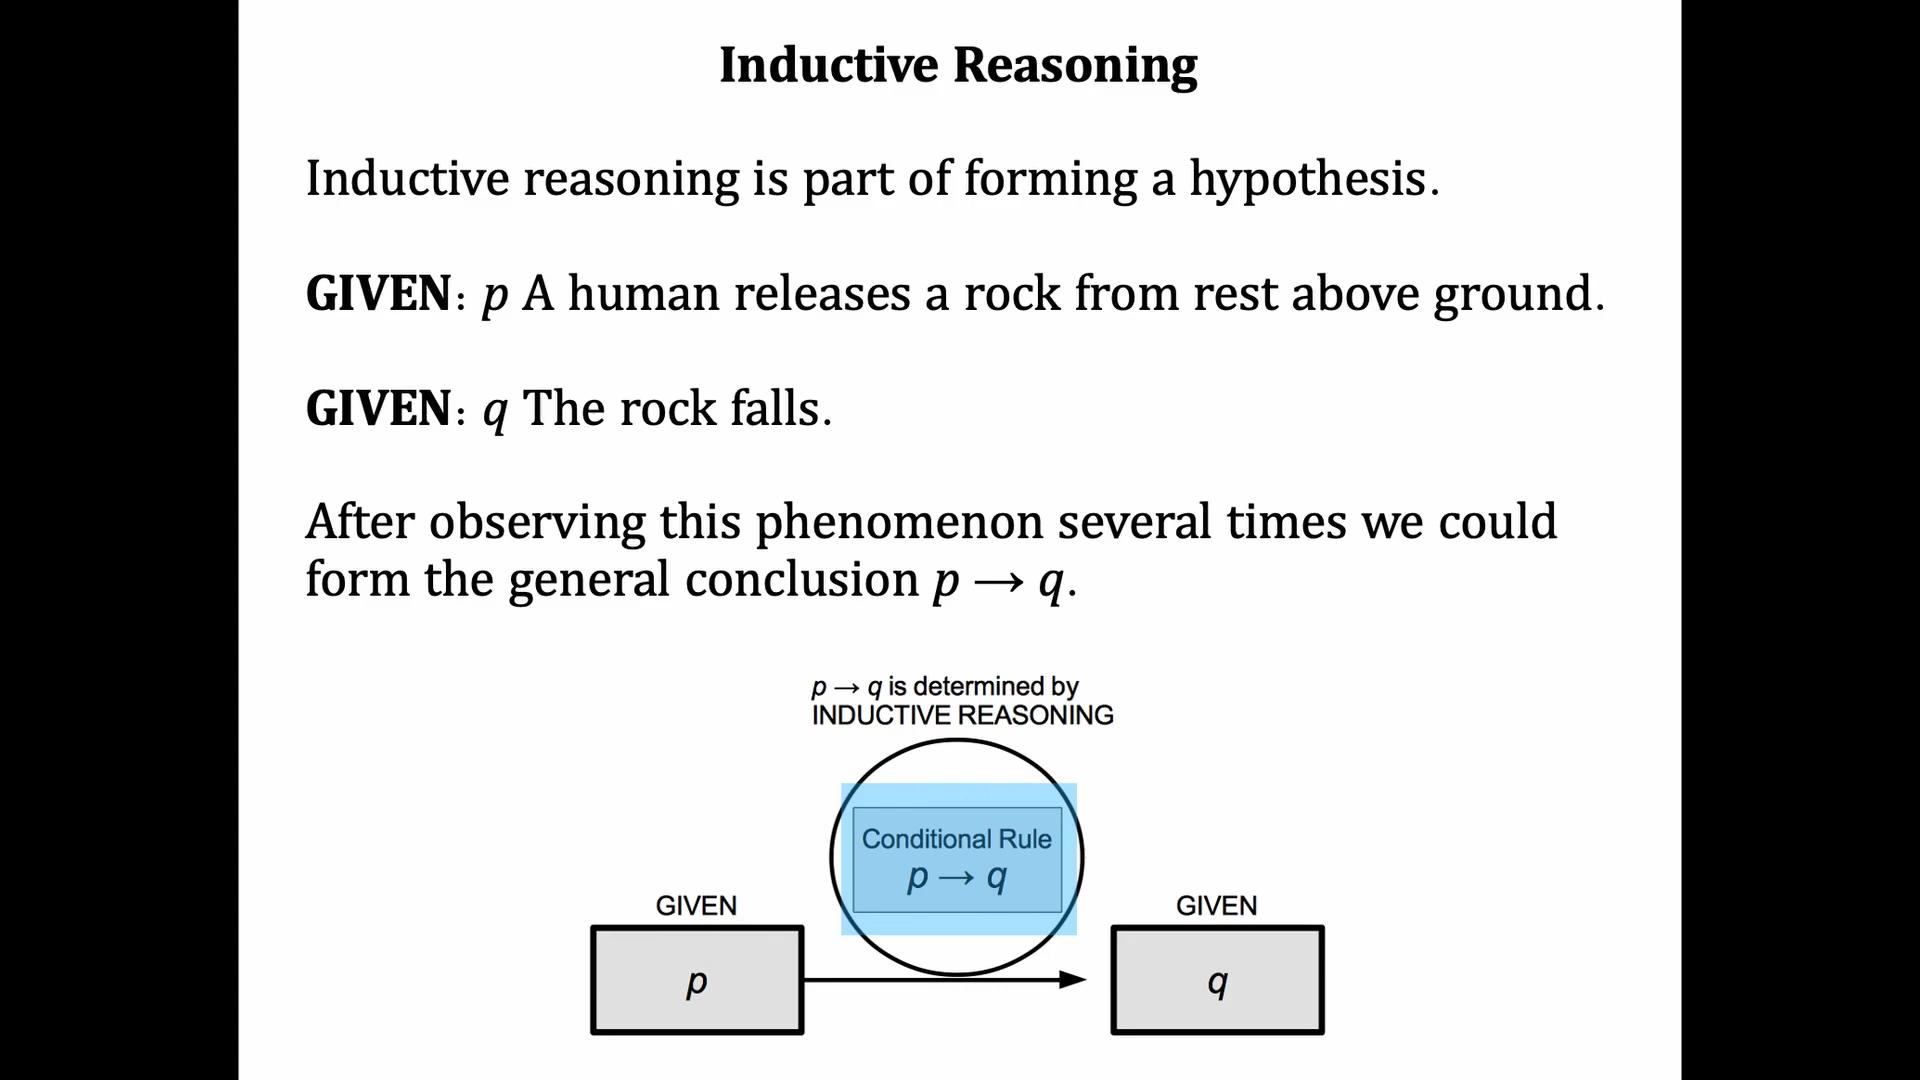 Inductive Reasoning
Inductive reasoning is part of forming a hypothesis.
GIVEN: p A human releases a rock from rest above ground.
GIVEN: q The rock falls.
After observing this phenomenon several times we could
form the general conclusion p → q.
p → q is determined by
INDUCTIVE REASONING
Conditional Rule
p → q
GIVEN
p
GIVEN
q